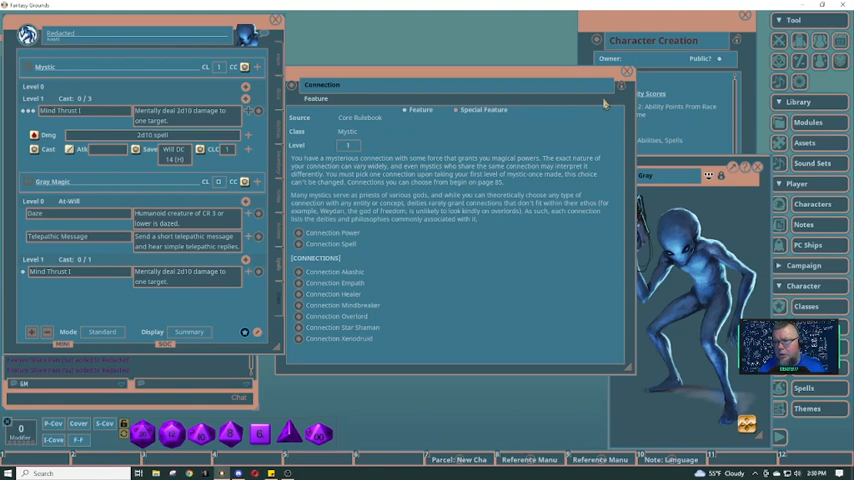 Fantasy Grounds
Redacted
NAME
Mystic
CL 1 CC
Level 0
Level 1 Cast: 0 / 3
Mind Thrust I
Mentally deal 2d10 damage to
one target.
Dmg 2d10 spell
Cast Atk Save Will DC CLC 1
14 (H)
Gray Magic
CL 0 CC
Level 0 At-Will
Daze
Humanoid creature of CR 3 or
lower is dazed.
Telepathic Message
Send a short telepathic message
and hear simple telepathic replies.
Level 1 Cast: 0 / 1
Mind Thrust I
Mentally deal 2d10 damage to
one target.
Mode Standard Display Summary
MINI SOC
GM
Chat
0
Modifier
P-Cov Cover S-Cov
I-Cove F-F
Connection
Feature
Feature Special Feature
Source Core Rulebook
Class Mystic
Level 1
You have a mysterious connection with some force that grants you magical powers. The exact nature of
your connection can vary widely, and even mystics who share the same connection may interpret it
differently. You must pick one connection upon taking your first level of mystic-once made, this choice
can't be changed. Connections you can choose from begin on page 85.
Many mystics serve as priests of various gods, and while you can theoretically choose any type of
connection with any entity or concept, deities rarely grant connections that don't fit within their ethos (for
example, Weydan, the god of freedom, is unlikely to look kindly on overlords). As such, each connection
lists the deities and philosophies commonly associated with it.
Connection Power
Connection Spell
[CONNECTIONS]
Connection Akashic
Connection Empath
Connection Healer
Connection Mindbreaker
Connection Overlord
Connection Star Shaman
Connection Xenodruid
Character Creation
Owner: Public?
ity Scores
2: Ability Points From Race
Abilities, Spells
Gray
Tool
Library
Modules
Assets
Sound Sets
Player
Characters
Notes
PC Ships
Campaign
Character
Classes
Spells
Themes
Parcel: New Cha
Reference Manu
Reference Manu
Note: Language
Search
55°F Cloudy
2:30 PM